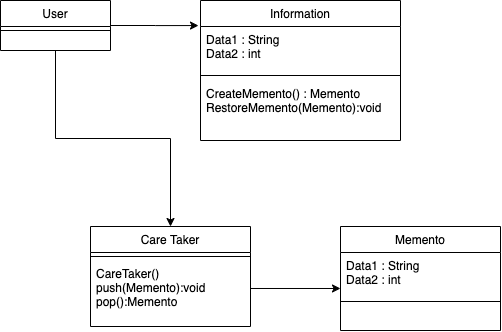 User
Information
Data1 : String
Data2 : int
CreateMemento() : Memento
RestoreMemento(Memento):void
Care Taker
CareTaker()
push(Memento):void
pop():Memento
Memento
Data1 : String
Data2 : int